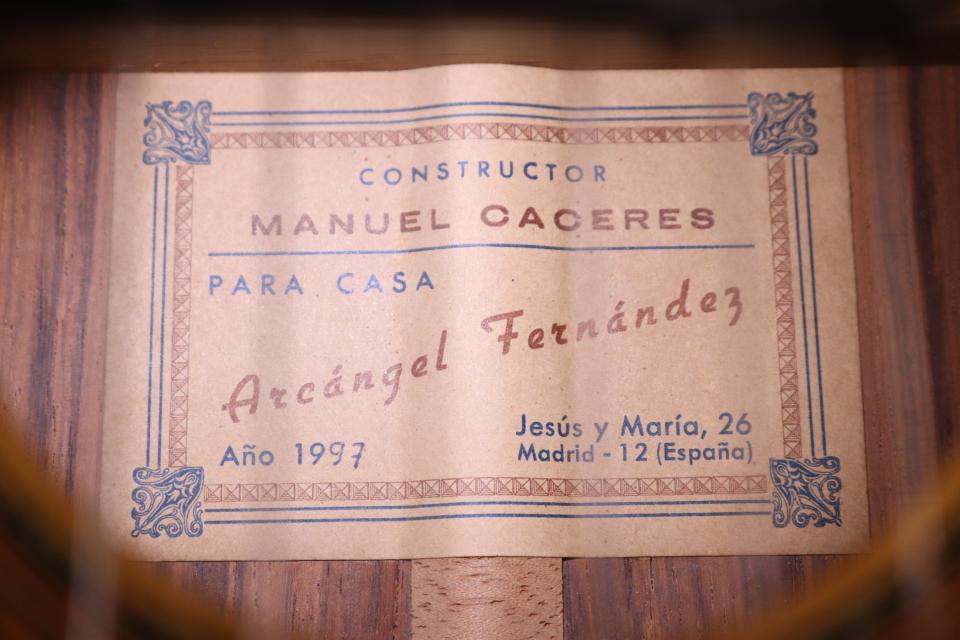 CONSTRUCTOR
MANUEL CACERES
PARA CASA
Arcángel Fernández
Jesús y María, 26
Año 1997 Madrid - 12 (España)